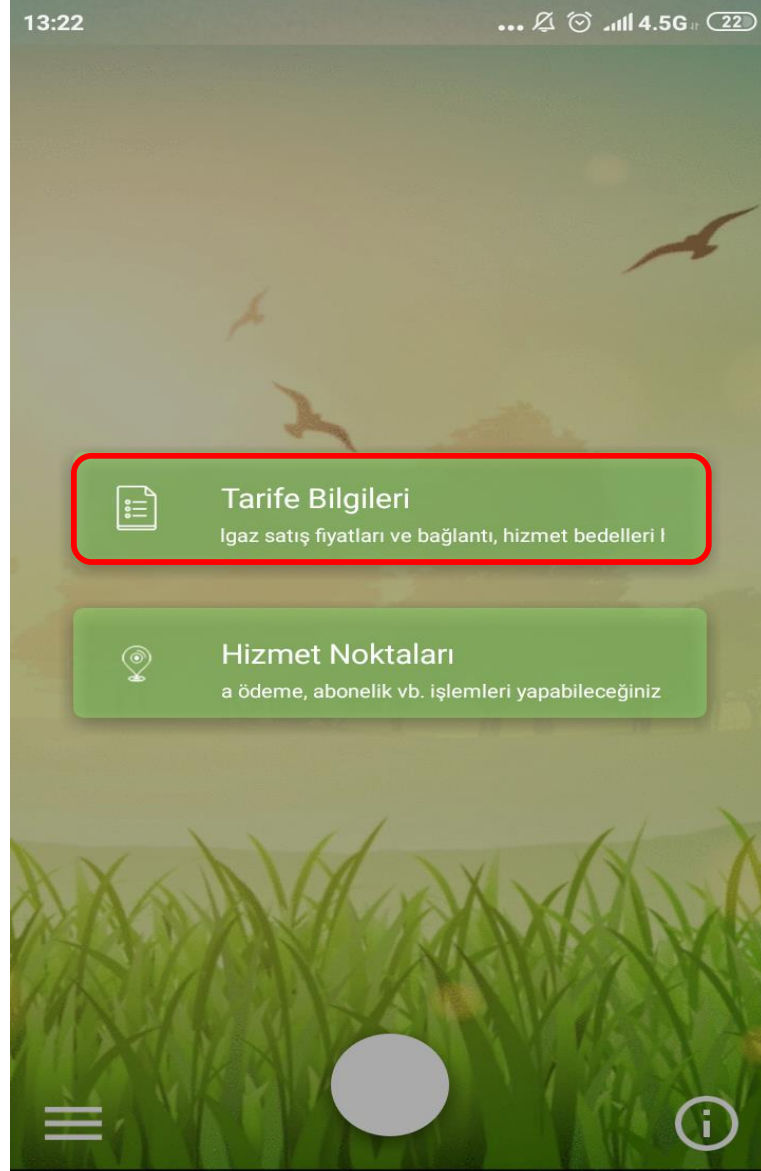 13:22
... 4.5G 22
Tarife Bilgileri
lgaz satış fiyatları ve bağlantı, hizmet bedelleri
Hizmet Noktaları
a ödeme, abonelik vb. işlemleri yapabileceğiniz